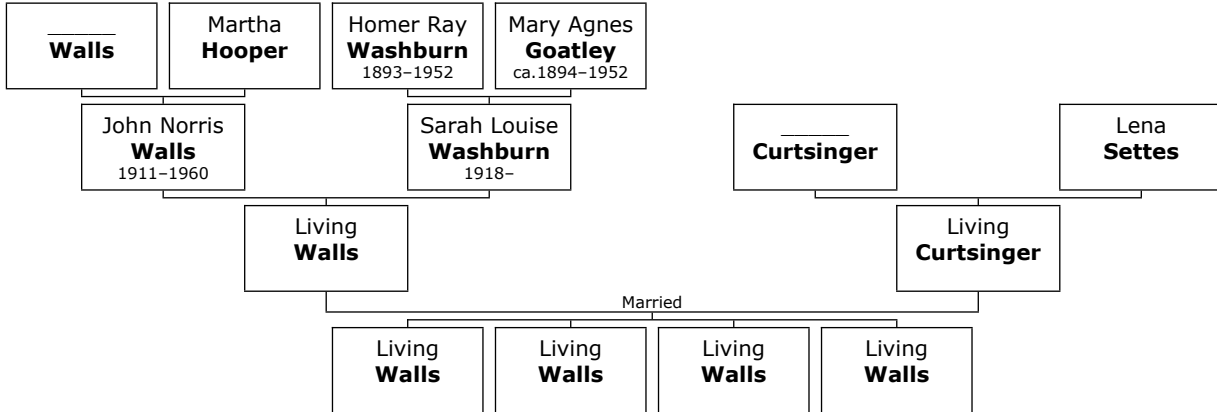 ______
Walls
Martha
Hooper
Homer Ray
Washburn
1893–1952
Mary Agnes
Goatley
ca.1894–1952
John Norris
Walls
1911–1960
Sarah Louise
Washburn
1918–
______
Curtsinger
Lena
Settes
Living
Walls
Living
Curtsinger
Married
Living
Walls
Living
Walls
Living
Walls
Living
Walls